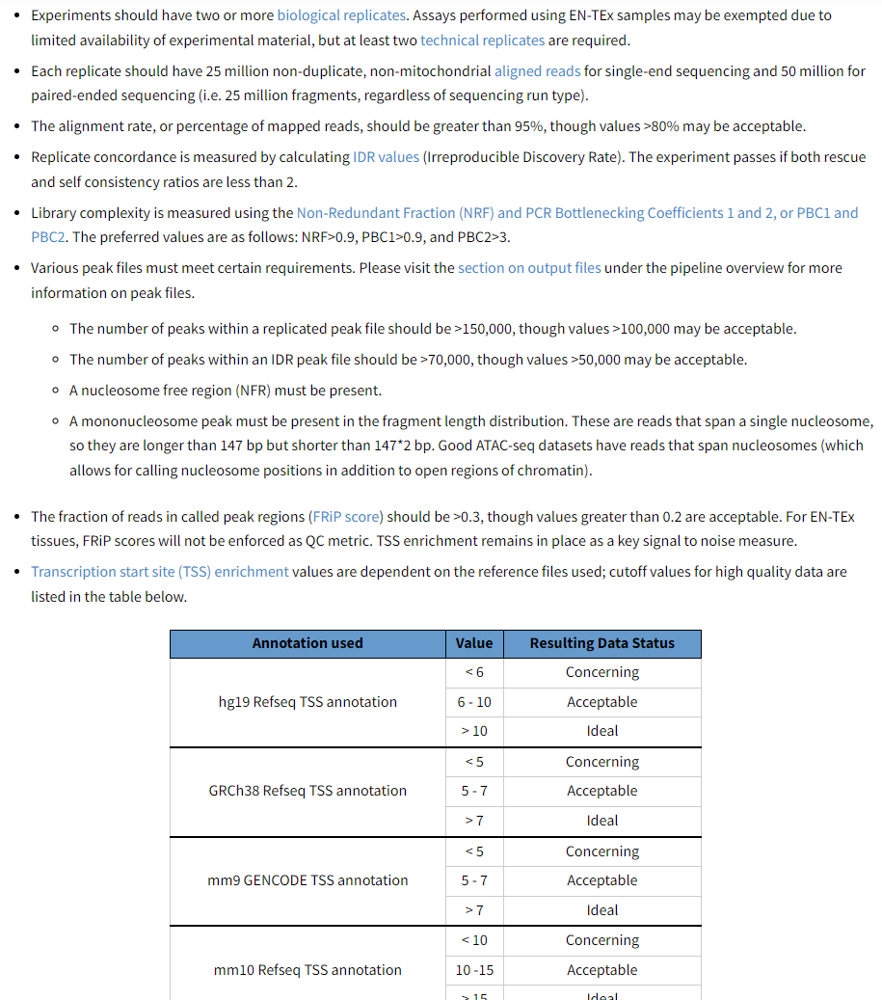 Experiments should have two or more biological replicates. Assays performed using EN-TEx samples may be exempted due to
limited availability of experimental material, but at least two technical replicates are required.
Each replicate should have 25 million non-duplicate, non-mitochondrial aligned reads for single-end sequencing and 50 million for
paired-ended sequencing (i.e. 25 million fragments, regardless of sequencing run type).
The alignment rate, or percentage of mapped reads, should be greater than 95%, though values >80% may be acceptable.
Replicate concordance is measured by calculating IDR values (Irreproducible Discovery Rate). The experiment passes if both rescue
and self consistency ratios are less than 2.
Library complexity is measured using the Non-Redundant Fraction (NRF) and PCR Bottlenecking Coefficients 1 and 2, or PBC1 and
PBC2. The preferred values are as follows: NRF>0.9, PBC1>0.9, and PBC2>3.
Various peak files must meet certain requirements. Please visit the section on output files under the pipeline overview for more
information on peak files.
The number of peaks within a replicated peak file should be >150,000, though values >100,000 may be acceptable.
The number of peaks within an IDR peak file should be >70,000, though values >50,000 may be acceptable.
A nucleosome free region (NFR) must be present.
A mononucleosome peak must be present in the fragment length distribution. These are reads that span a single nucleosome,
so they are longer than 147 bp but shorter than 147*2 bp. Good ATAC-seq datasets have reads that span nucleosomes (which
allows for calling nucleosome positions in addition to open regions of chromatin).
The fraction of reads in called peak regions (FRiP score) should be >0.3, though values greater than 0.2 are acceptable. For EN-TEx
tissues, FRiP scores will not be enforced as QC metric. TSS enrichment remains in place as a key signal to noise measure.
Transcription start site (TSS) enrichment values are dependent on the reference files used; cutoff values for high quality data are
listed in the table below.
Annotation used Value Resulting Data Status
hg19 Refseq TSS annotation
< 6 Concerning
6 - 10 Acceptable
> 10 Ideal
GRCh38 Refseq TSS annotation
< 5 Concerning
5 - 7 Acceptable
> 7 Ideal
mm9 GENCODE TSS annotation
< 5 Concerning
5 - 7 Acceptable
> 7 Ideal
mm10 Refseq TSS annotation
< 10 Concerning
10 -15 Acceptable
> 15 Ideal